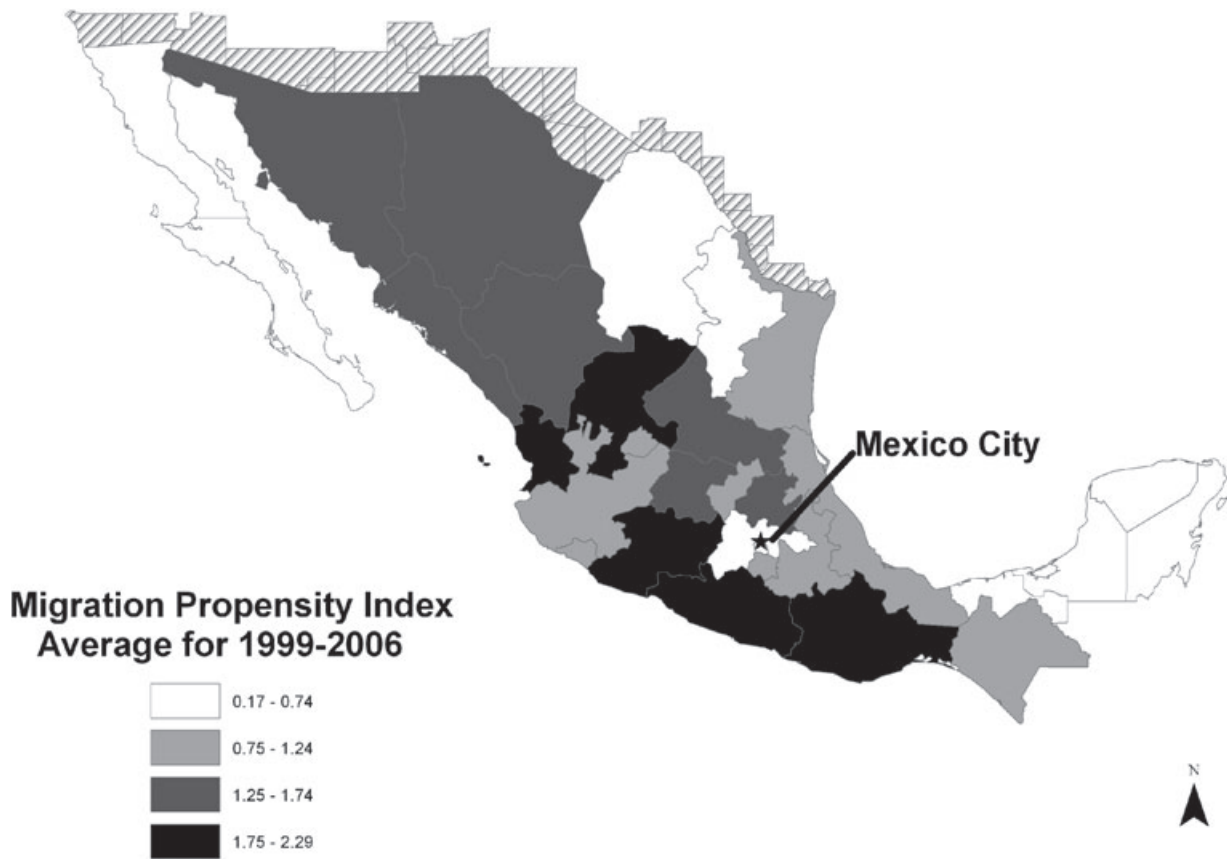 Mexico City
Migration Propensity Index
Average for 1999-2006
0.17 - 0.74
0.75 - 1.24
1.25 - 1.74
1.75 - 2.29
N